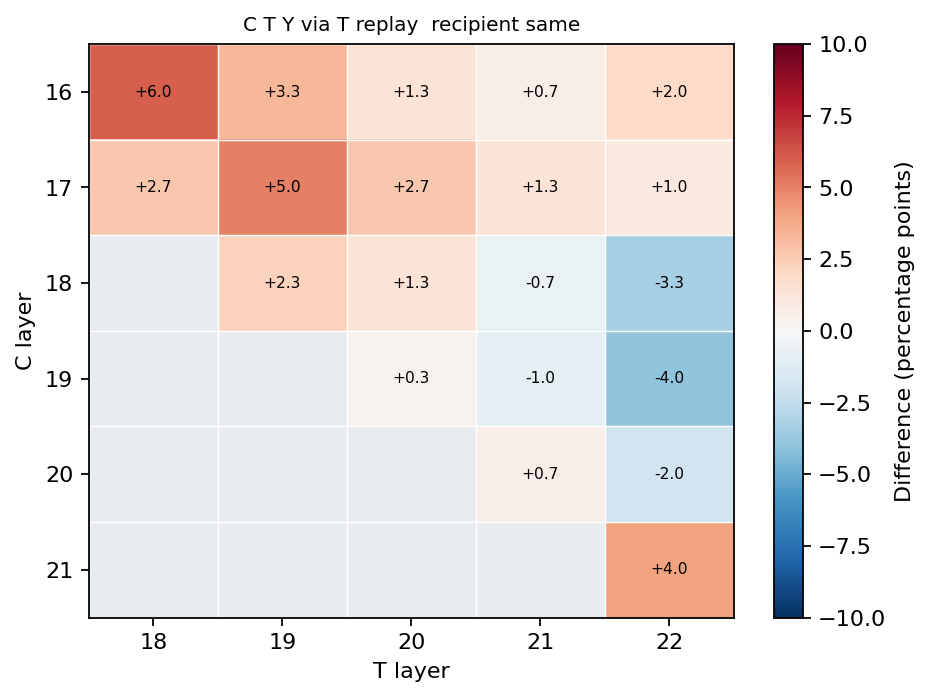 C T Y via T replay  recipient same
16 +6.0 +3.3 +1.3 +0.7 +2.0
17 +2.7 +5.0 +2.7 +1.3 +1.0
18 +2.3 +1.3 -0.7 -3.3
19 +0.3 -1.0 -4.0
20 +0.7 -2.0
21 +4.0
18 19 20 21 22
T layer
C layer
10.0
7.5
5.0
2.5
0.0
−2.5
−5.0
−7.5
−10.0
Difference (percentage points)